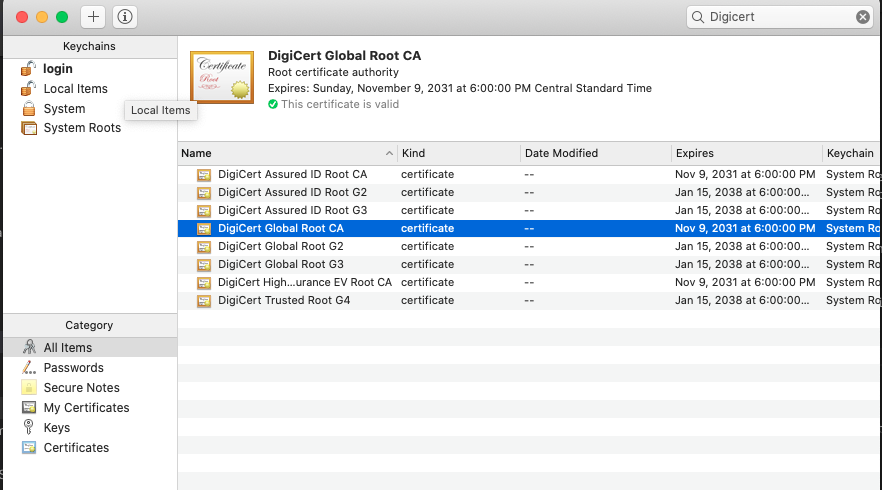 Digicert
Keychains
login
Local Items
System
System Roots
Local Items
Certificate
Root
DigiCert Global Root CA
Root certificate authority
Expires: Sunday, November 9, 2031 at 6:00:00 PM Central Standard Time
This certificate is valid
Name Kind Date Modified Expires Keychain
DigiCert Assured ID Root CA certificate -- Nov 9, 2031 at 6:00:00 PM System Ro
DigiCert Assured ID Root G2 certificate -- Jan 15, 2038 at 6:00:00... System Ro
DigiCert Assured ID Root G3 certificate -- Jan 15, 2038 at 6:00:00... System Ro
DigiCert Global Root CA certificate -- Nov 9, 2031 at 6:00:00 PM System Ro
DigiCert Global Root G2 certificate -- Jan 15, 2038 at 6:00:00... System Ro
DigiCert Global Root G3 certificate -- Jan 15, 2038 at 6:00:00... System Ro
DigiCert High...urance EV Root CA certificate -- Nov 9, 2031 at 6:00:00 PM System Ro
DigiCert Trusted Root G4 certificate -- Jan 15, 2038 at 6:00:00... System Ro
Category
All Items
Passwords
Secure Notes
My Certificates
Keys
Certificates